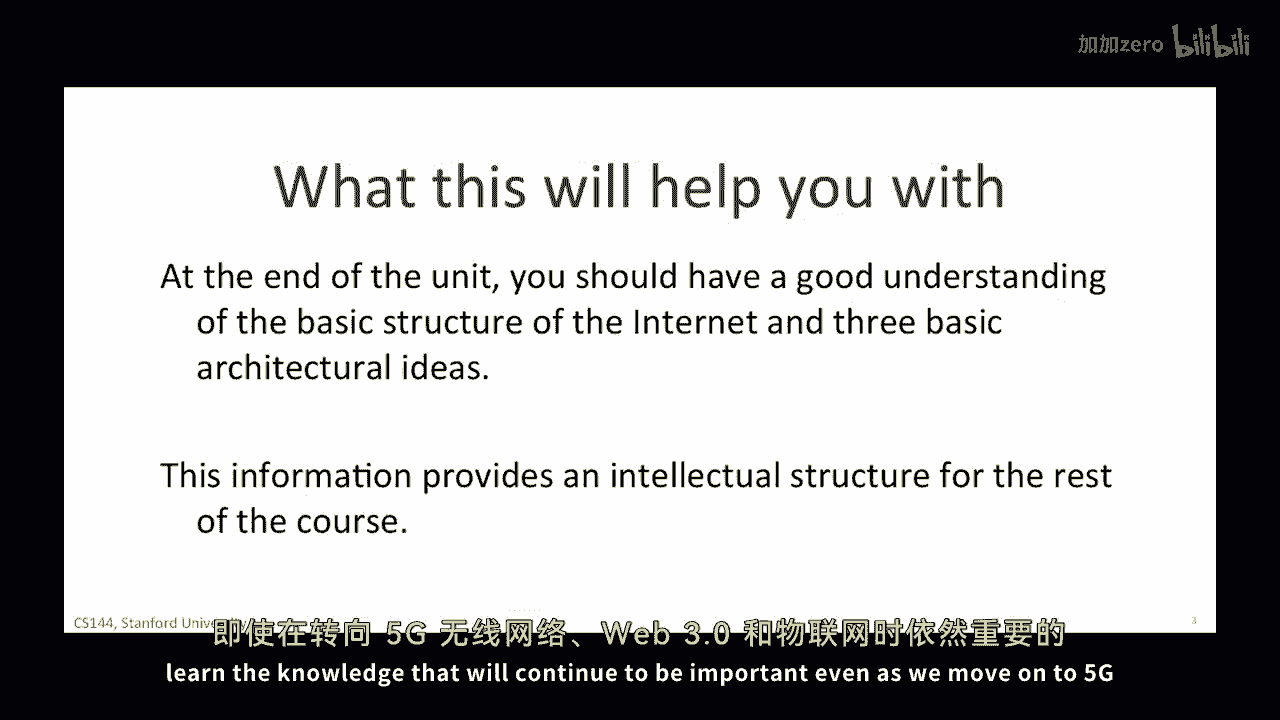 加加zero bilibili
What this will help you with
At the end of the unit, you should have a good understanding
of the basic structure of the Internet and three basic
architectural ideas.
This information provides an intellectual structure for the rest
of the course.
CS144, Stanford
3
即使在转向 5G 无线网络、Web 3.0 和物联网时依然重要的
learn the knowledge that will continue to be important even as we move on to 5G